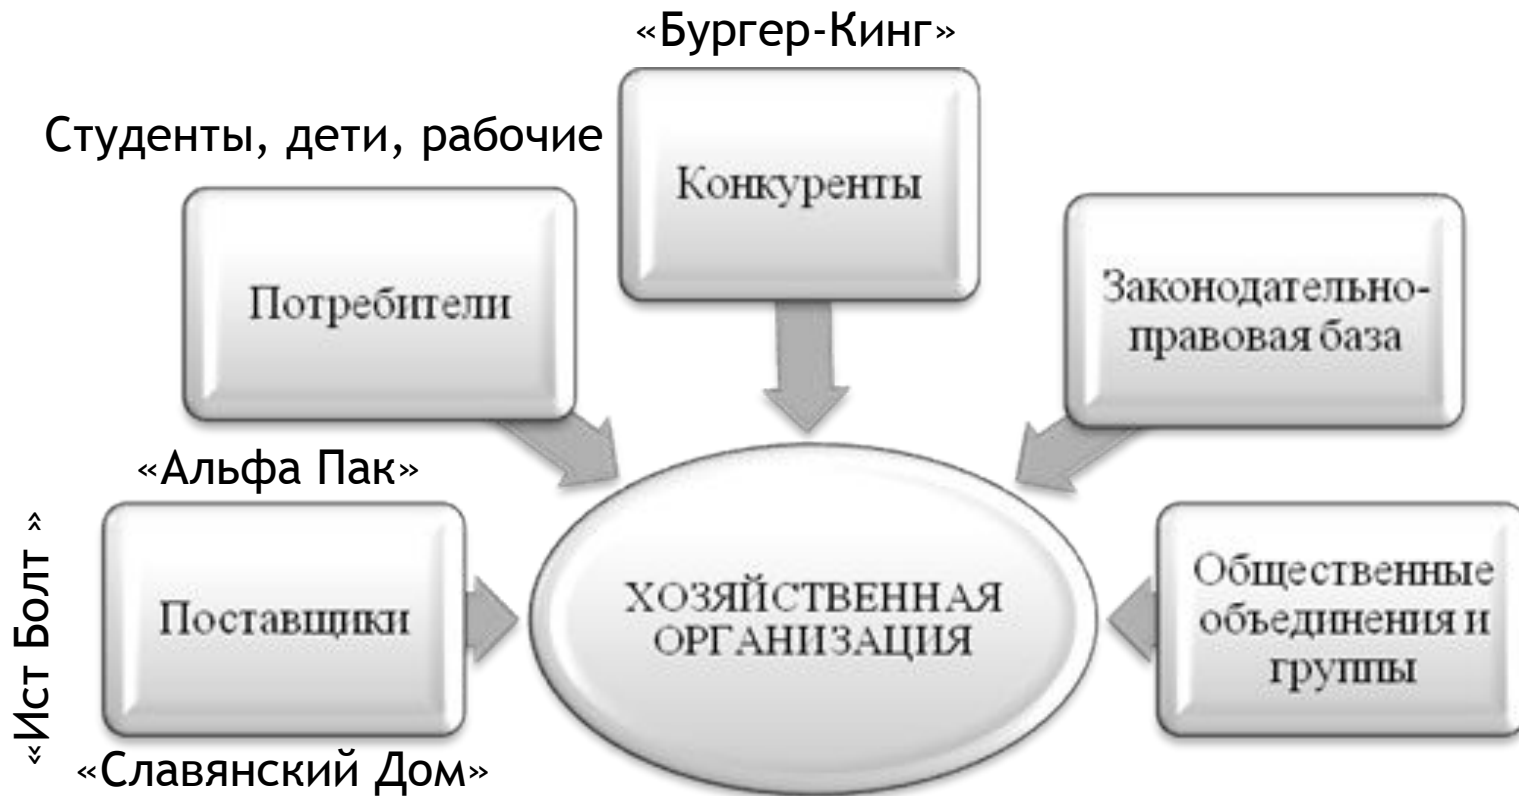 «Бургер-Кинг»
Студенты, дети, рабочие
Конкуренты
Потребители
Законодательно-
правовая база
«Альфа Пак»
«Ист Болт »
Поставщики
ХОЗЯЙСТВЕННАЯ
ОРГАНИЗАЦИЯ
Общественные
объединения и
группы
«Славянский Дом»